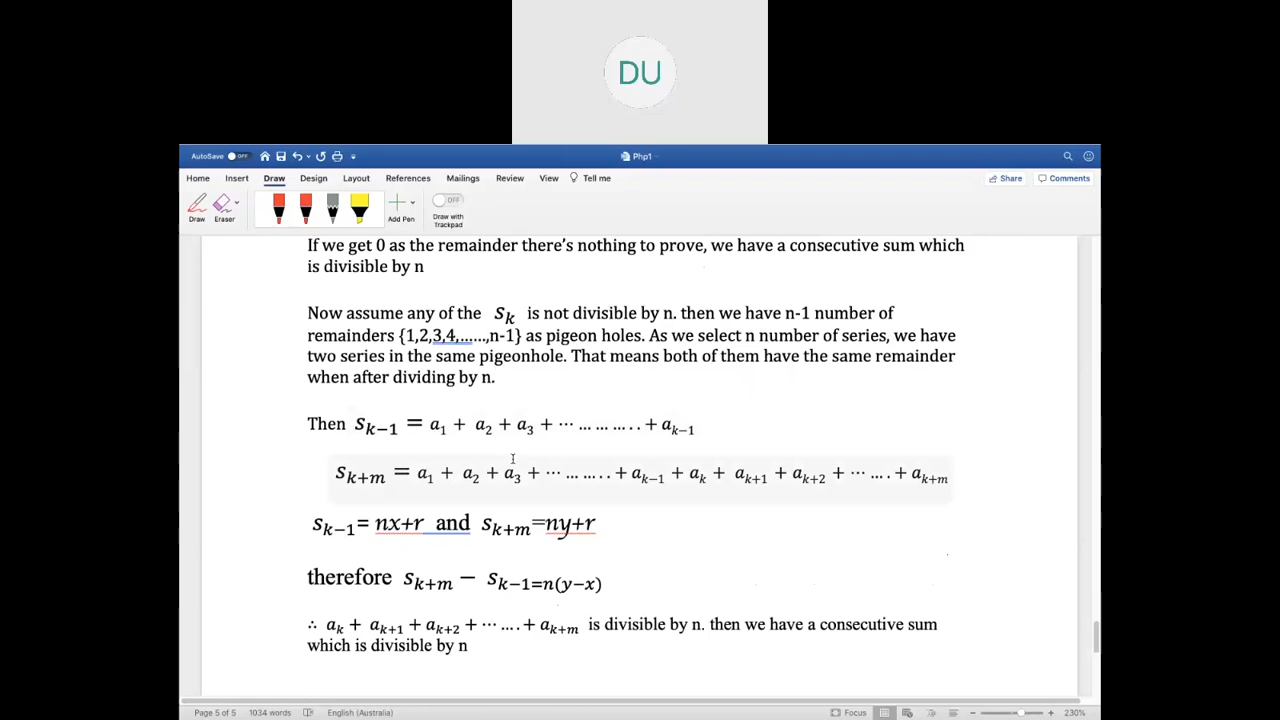 DU
AutoSave OFF
Php1
Home Insert Draw Design Layout References Mailings Review View Tell me
Share Comments
Draw Eraser Add Pen OFF Draw with Trackpad
If we get 0 as the remainder there's nothing to prove, we have a consecutive sum which
is divisible by n
Now assume any of the S_k is not divisible by n. then we have n-1 number of
remainders {1,2,3,4,……,n-1} as pigeon holes. As we select n number of series, we have
two series in the same pigeonhole. That means both of them have the same remainder
when after dividing by n.
Then S_{k−1} = a_1 + a_2 + a_3 + ⋯ … … … . . + a_{k−1}
S_{k+m} = a_1 + a_2 + a_3 + ⋯ … … . . + a_{k−1} + a_k + a_{k+1} + a_{k+2} + ⋯ … . + a_{k+m}
S_{k−1}= nx+r and S_{k+m}=ny+r
therefore S_{k+m} − S_{k−1=n(y−x)}
∴ a_k + a_{k+1} + a_{k+2} + ⋯ … . + a_{k+m} is divisible by n. then we have a consecutive sum
which is divisible by n
Page 5 of 5 1034 words English (Australia) Focus 230%